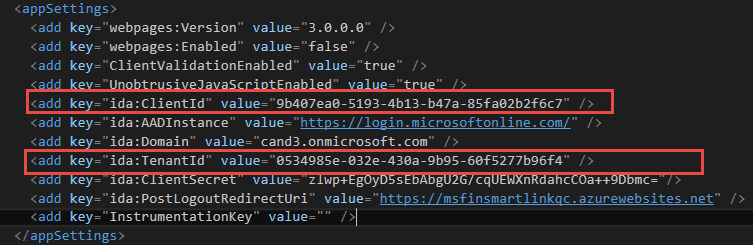 <appSettings>
<add key="webpages:Version" value="3.0.0.0" />
<add key="webpages:Enabled" value="false" />
<add key="ClientValidationEnabled" value="true" />
<add key="UnobtrusiveJavaScriptEnabled" value="true" />
<add key="ida:ClientId" value="9b407ea0-5193-4b13-b47a-85fa02b2f6c7" />
<add key="ida:AADInstance" value="https://login.microsoftonline.com/" />
<add key="ida:Domain" value="cand3.onmicrosoft.com" />
<add key="ida:TenantId" value="0534985e-032e-430a-9b95-60f5277b96f4" />
<add key="ida:ClientSecret" value="zlwp+EgOyD5sEbAbgU2G/cqUEWXnRdahcCOa++9Dbmc="/>
<add key="ida:PostLogoutRedirectUri" value="https://msfinsmartlinkqc.azurewebsites.net" />
<add key="InstrumentationKey" value="" />
</appSettings>